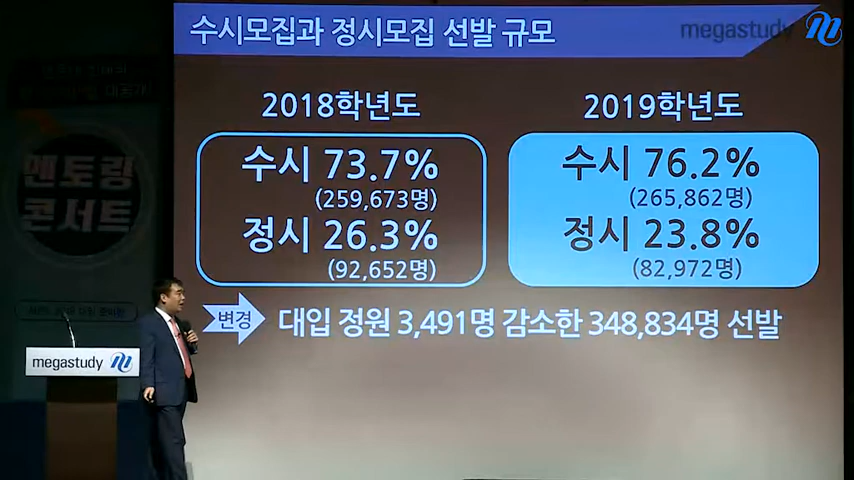 수시모집과 정시모집 선발 규모
megastudy
2018학년도
2019학년도
수시 73.7%
(259,673명)
정시 26.3%
(92,652명)
수시 76.2%
(265,862명)
정시 23.8%
(82,972명)
변경
대입 정원 3,491명 감소한 348,834명 선발
멘토링
콘서트
megastudy